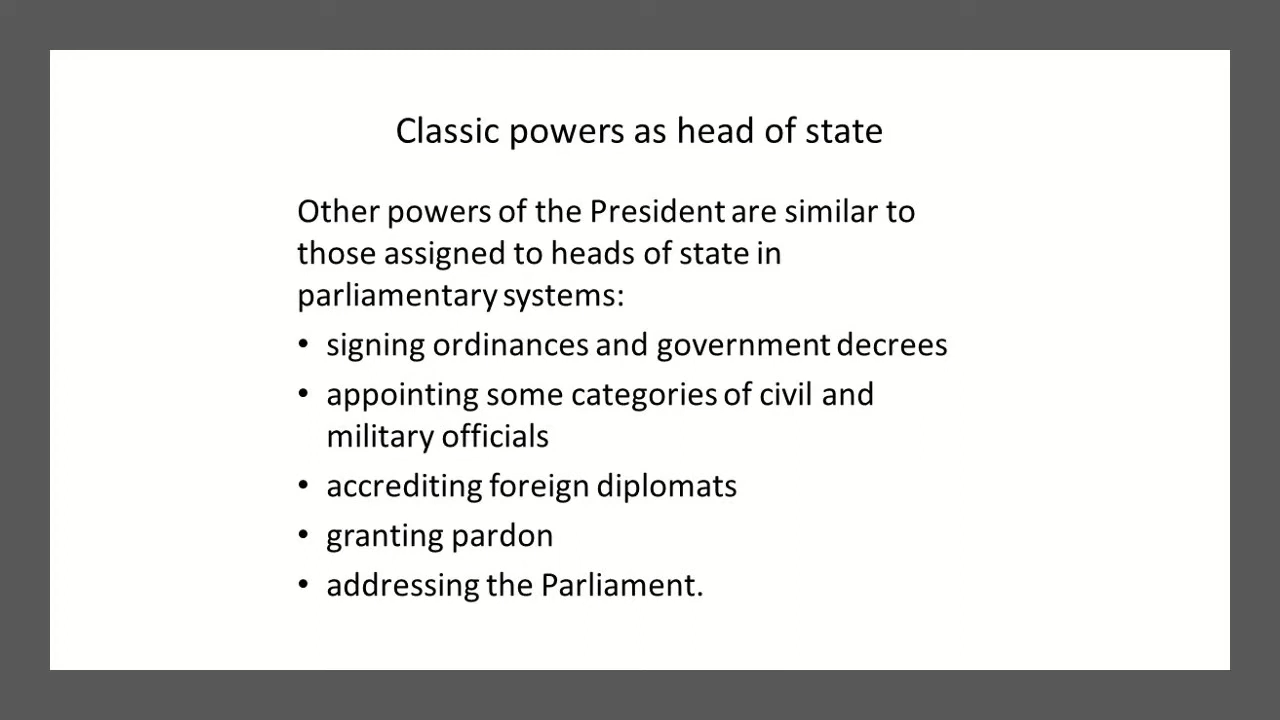 Classic powers as head of state
Other powers of the President are similar to
those assigned to heads of state in
parliamentary systems:
• signing ordinances and government decrees
• appointing some categories of civil and
military officials
• accrediting foreign diplomats
• granting pardon
• addressing the Parliament.